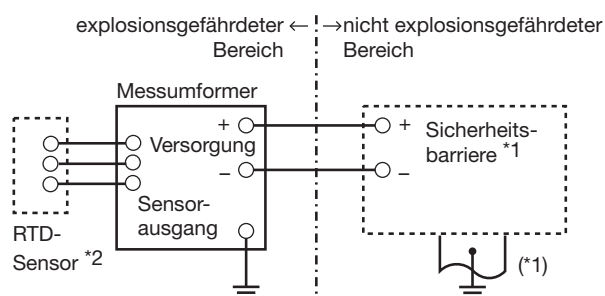 explosionsgefährdeter ← → nicht explosionsgefährdeter
Bereich Bereich
Messumformer
+ + Sicherheits-
Versorgung barriere *1
– –
Sensor-
ausgang
RTD-
Sensor *2
(*1)